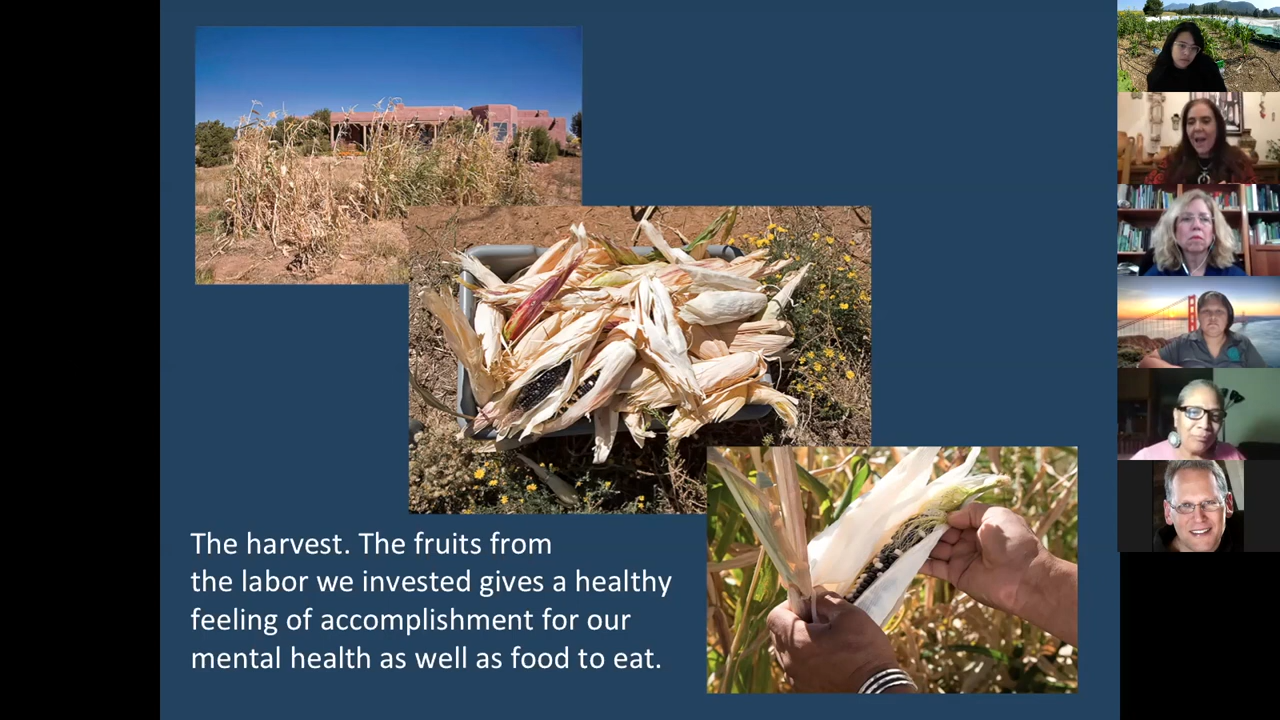 The harvest. The fruits from
the labor we invested gives a healthy
feeling of accomplishment for our
mental health as well as food to eat.